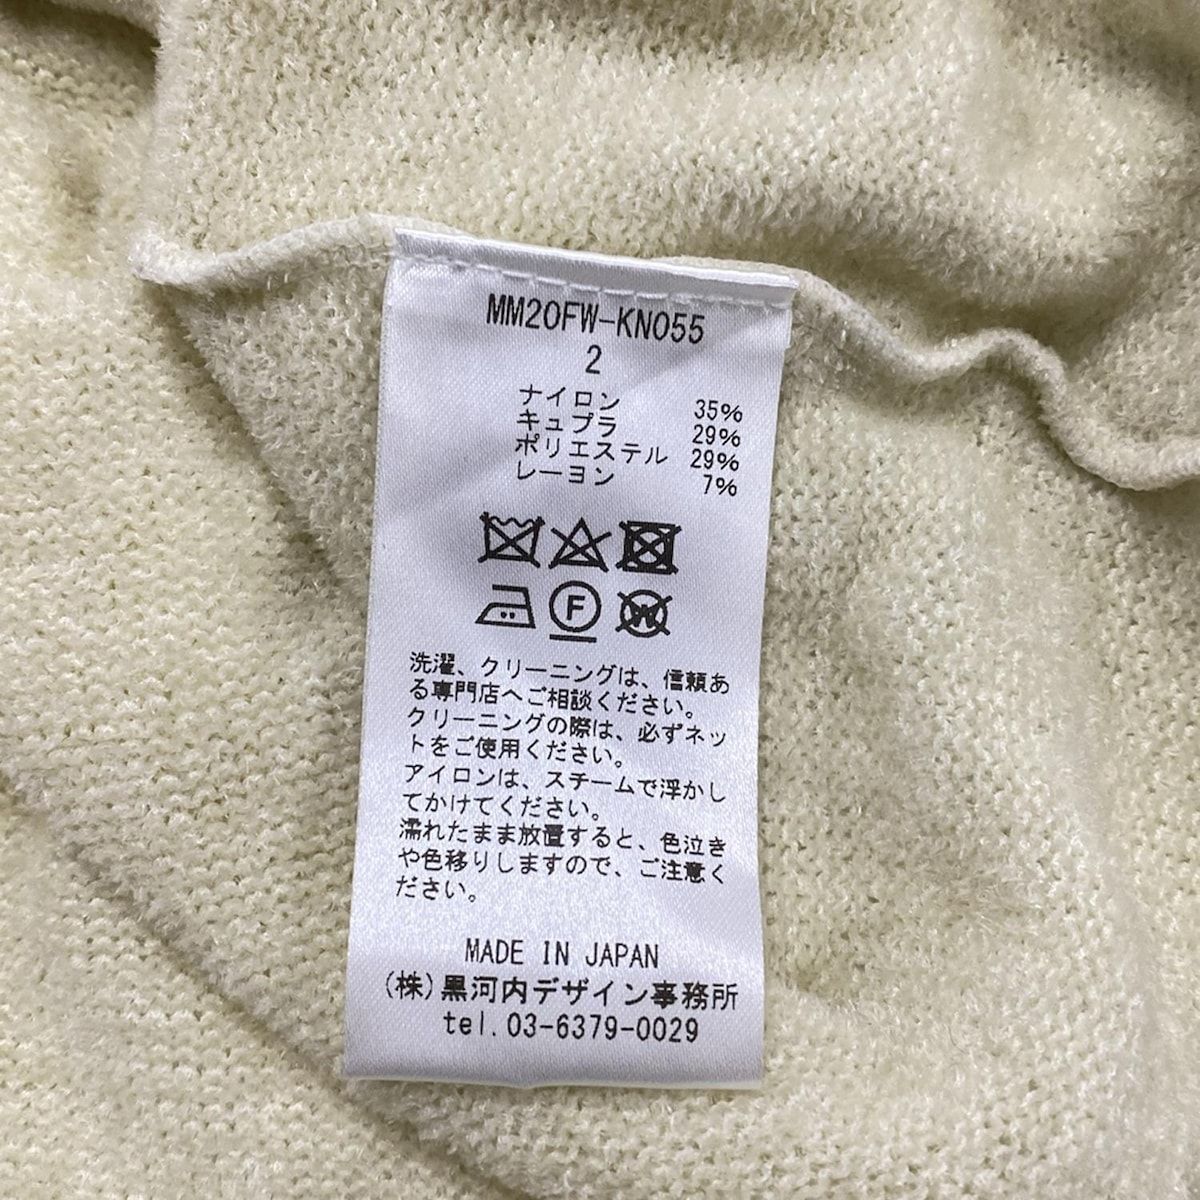 MM20FW-KN055
2
ナイロン 35%
キュプラ 29%
ポリエステル 29%
レーヨン 7%
F
W
洗濯、クリーニングは、信頼あ
る専門店へご相談ください。
クリーニングの際は、必ずネッ
トをご使用ください。
アイロンは、スチームで浮かし
てかけてください。
濡れたまま放置すると、色泣き
や色移りしますので、ご注意く
ださい。
MADE IN JAPAN
(株)黒河内デザイン事務所
tel.03-6379-0029